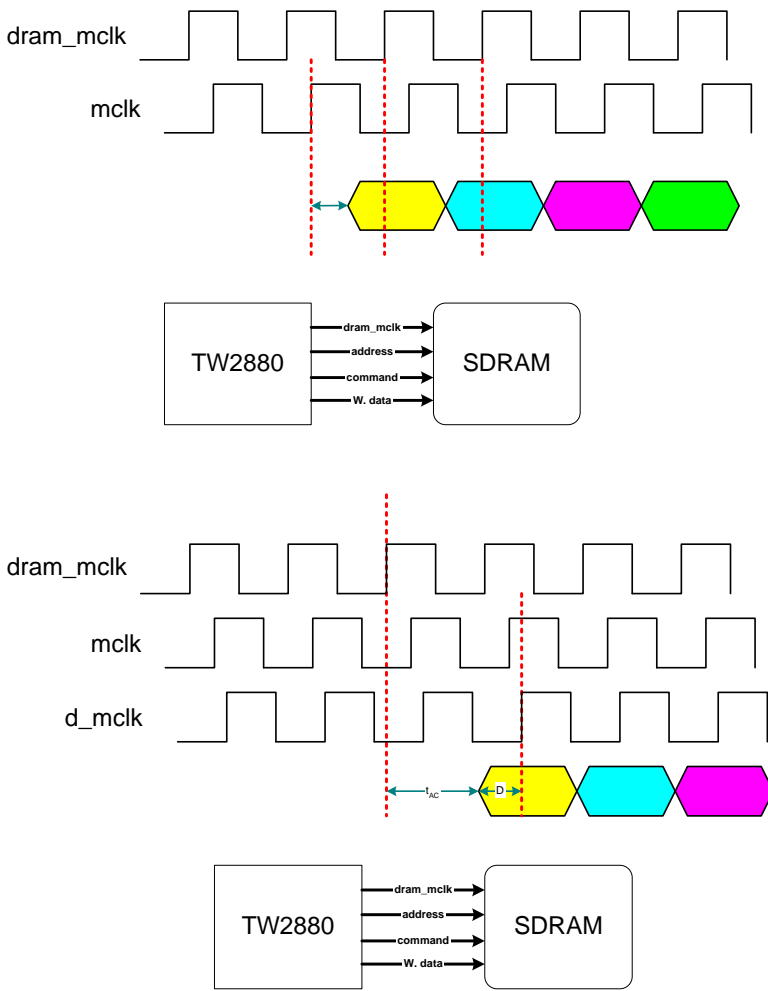 dram_mclk
mclk
dram_mclk
TW2880
address
SDRAM
command
W. data
dram_mclk
mclk
d_mclk
tAC
D
dram_mclk
TW2880
address
SDRAM
command
W. data